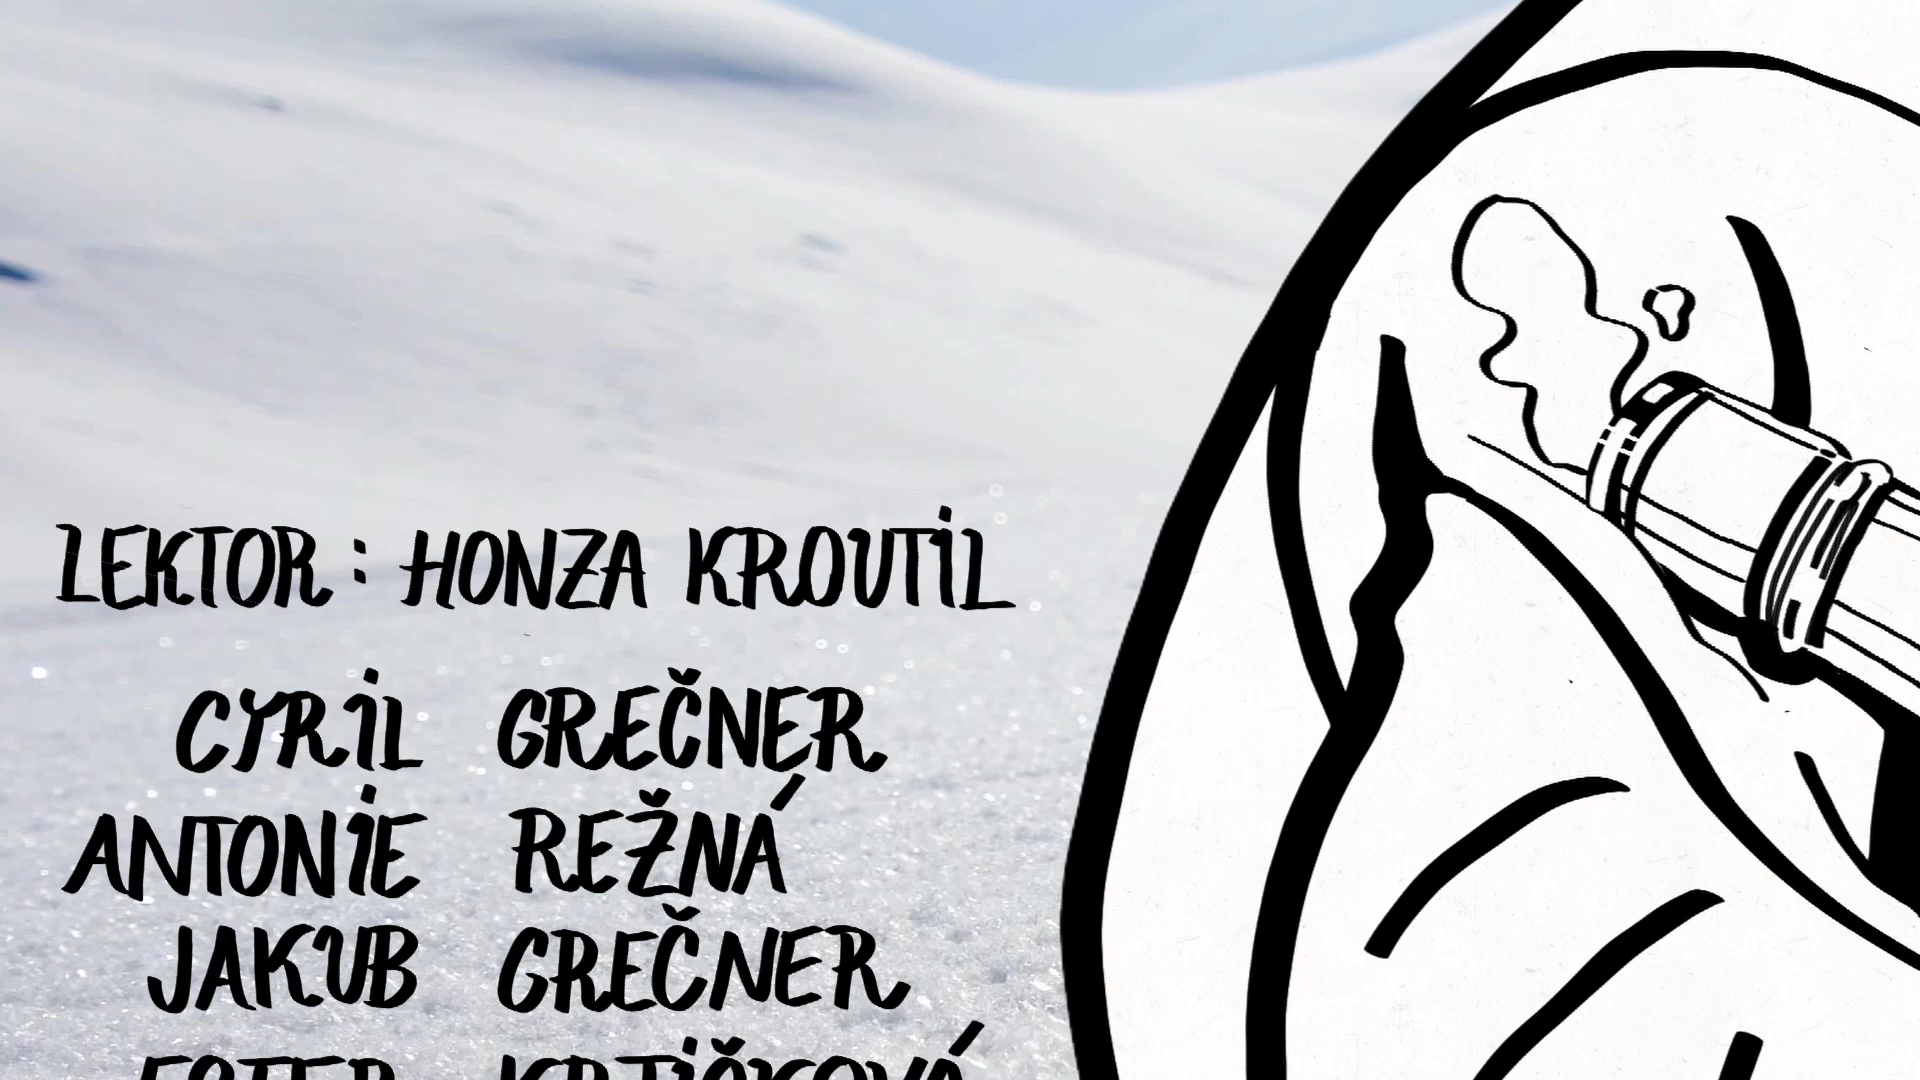 LEKTOR: HONZA KROUTIL
CYRIL GREČNER
ANTONIE REŽNÁ
JAKUB GREČNER